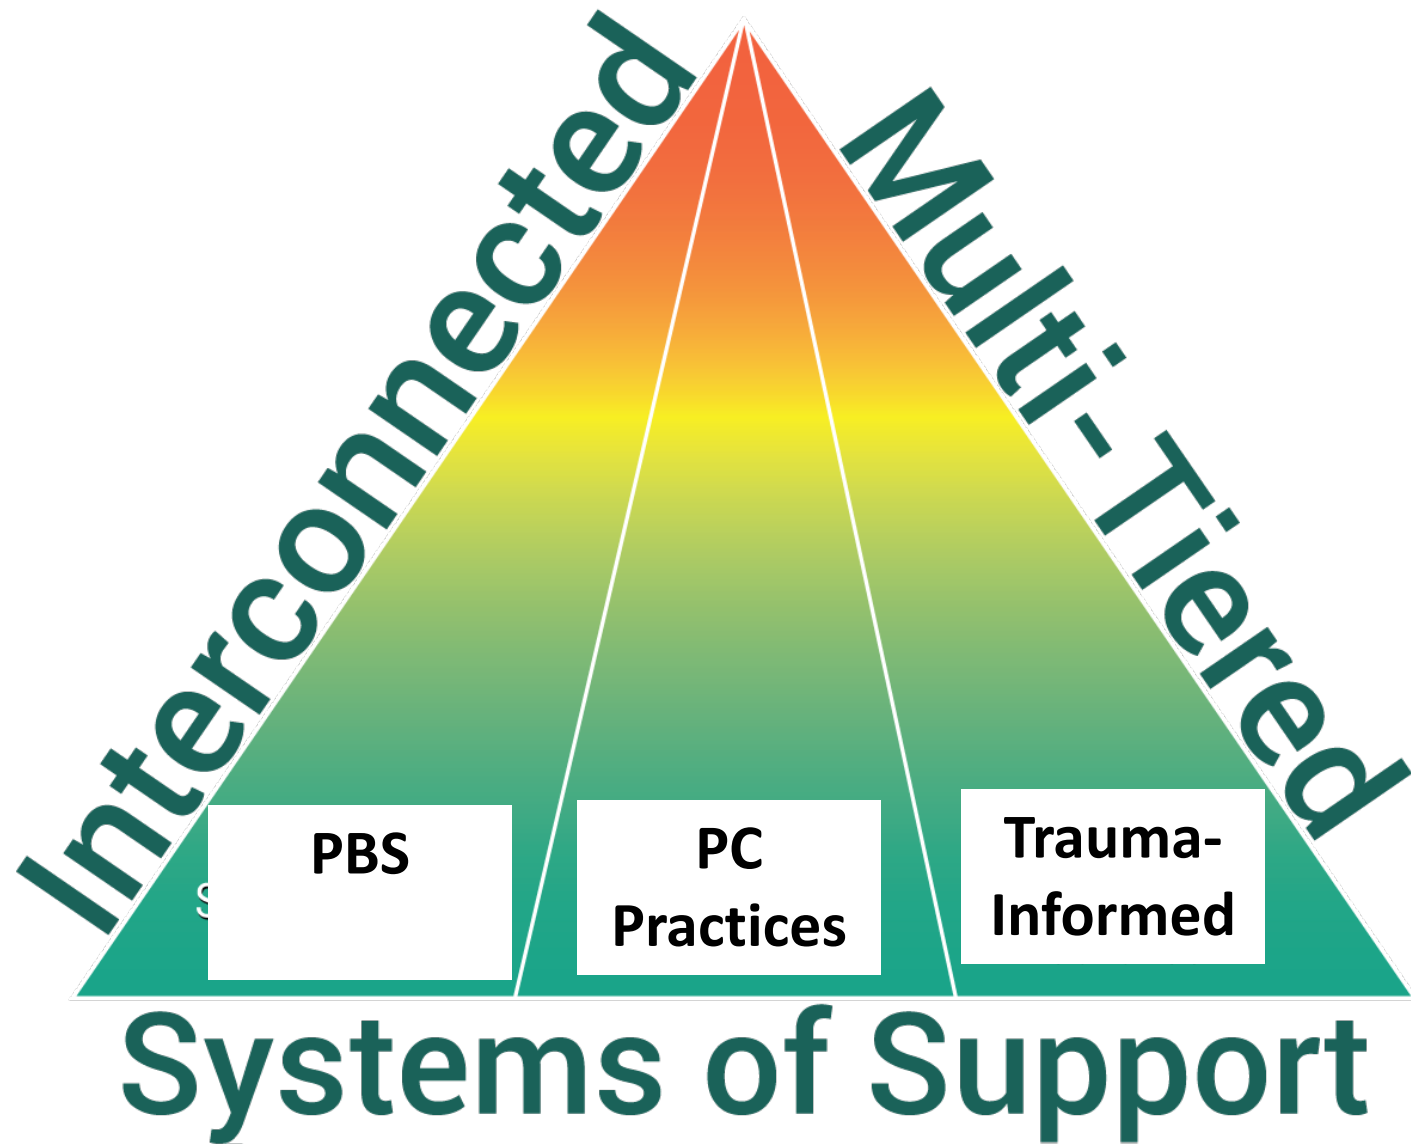 Interconnected
Multi-Tiered
PBS
PC
Practices
Trauma-
Informed
Systems of Support